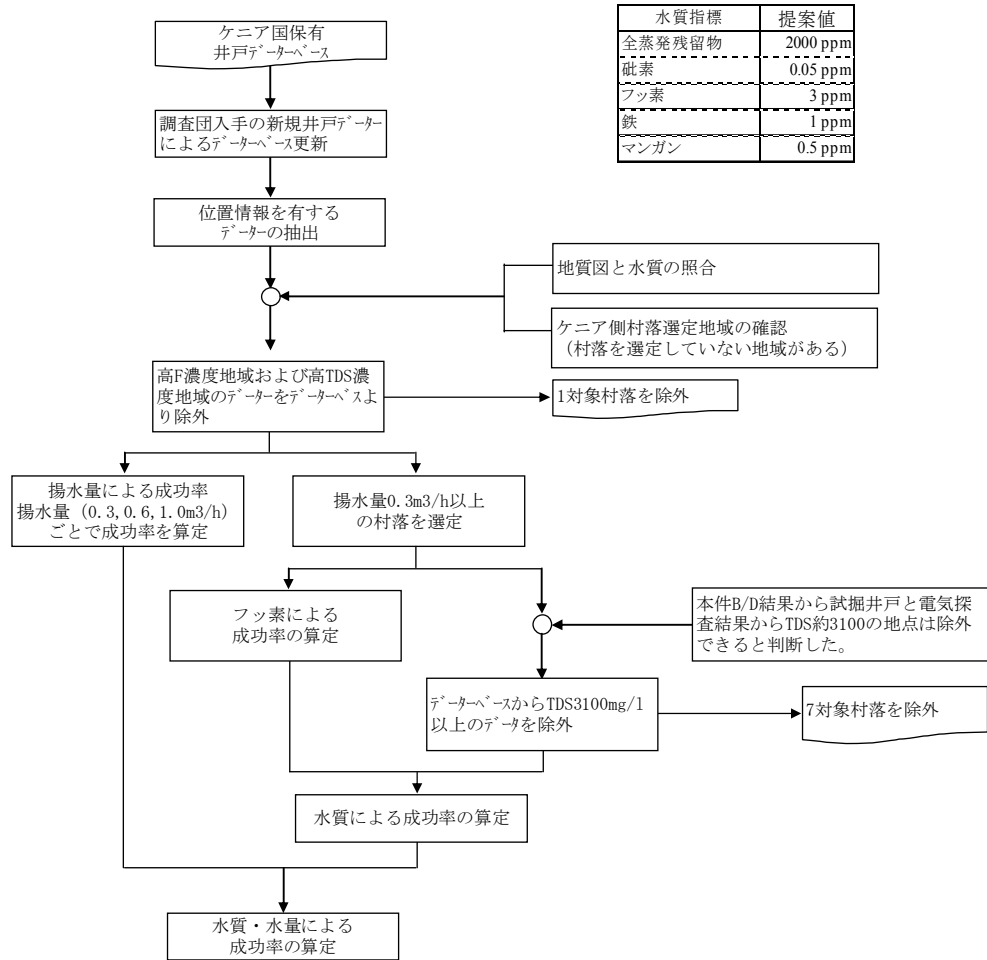 ケニア国保有
井戸ﾃﾞｰﾀｰﾍﾞｰｽ
水質指標 提案値
全蒸発残留物 2000 ppm
砒素 0.05 ppm
フッ素 3 ppm
鉄 1 ppm
マンガン 0.5 ppm
調査団入手の新規井戸ﾃﾞｰﾀｰ
によるﾃﾞｰﾀｰﾍﾞｰｽ更新
位置情報を有する
ﾃﾞｰﾀｰの抽出
地質図と水質の照合
ケニア側村落選定地域の確認
（村落を選定していない地域がある）
高F濃度地域および高TDS濃
度地域のﾃﾞｰﾀｰをﾃﾞｰﾀｰﾍﾞｽよ
り除外
1対象村落を除外
揚水量による成功率
揚水量（0.3,0.6,1.0m3/h）
ごとで成功率を算定
揚水量0.3m3/h以上
の村落を選定
フッ素による
成功率の算定
本件B/D結果から試掘井戸と電気探
査結果からTDS約3100の地点は除外
できると判断した。
ﾃﾞｰﾀｰﾍﾞｰｽからTDS3100mg/l
以上のデータを除外
7対象村落を除外
水質による成功率の算定
水質・水量による
成功率の算定